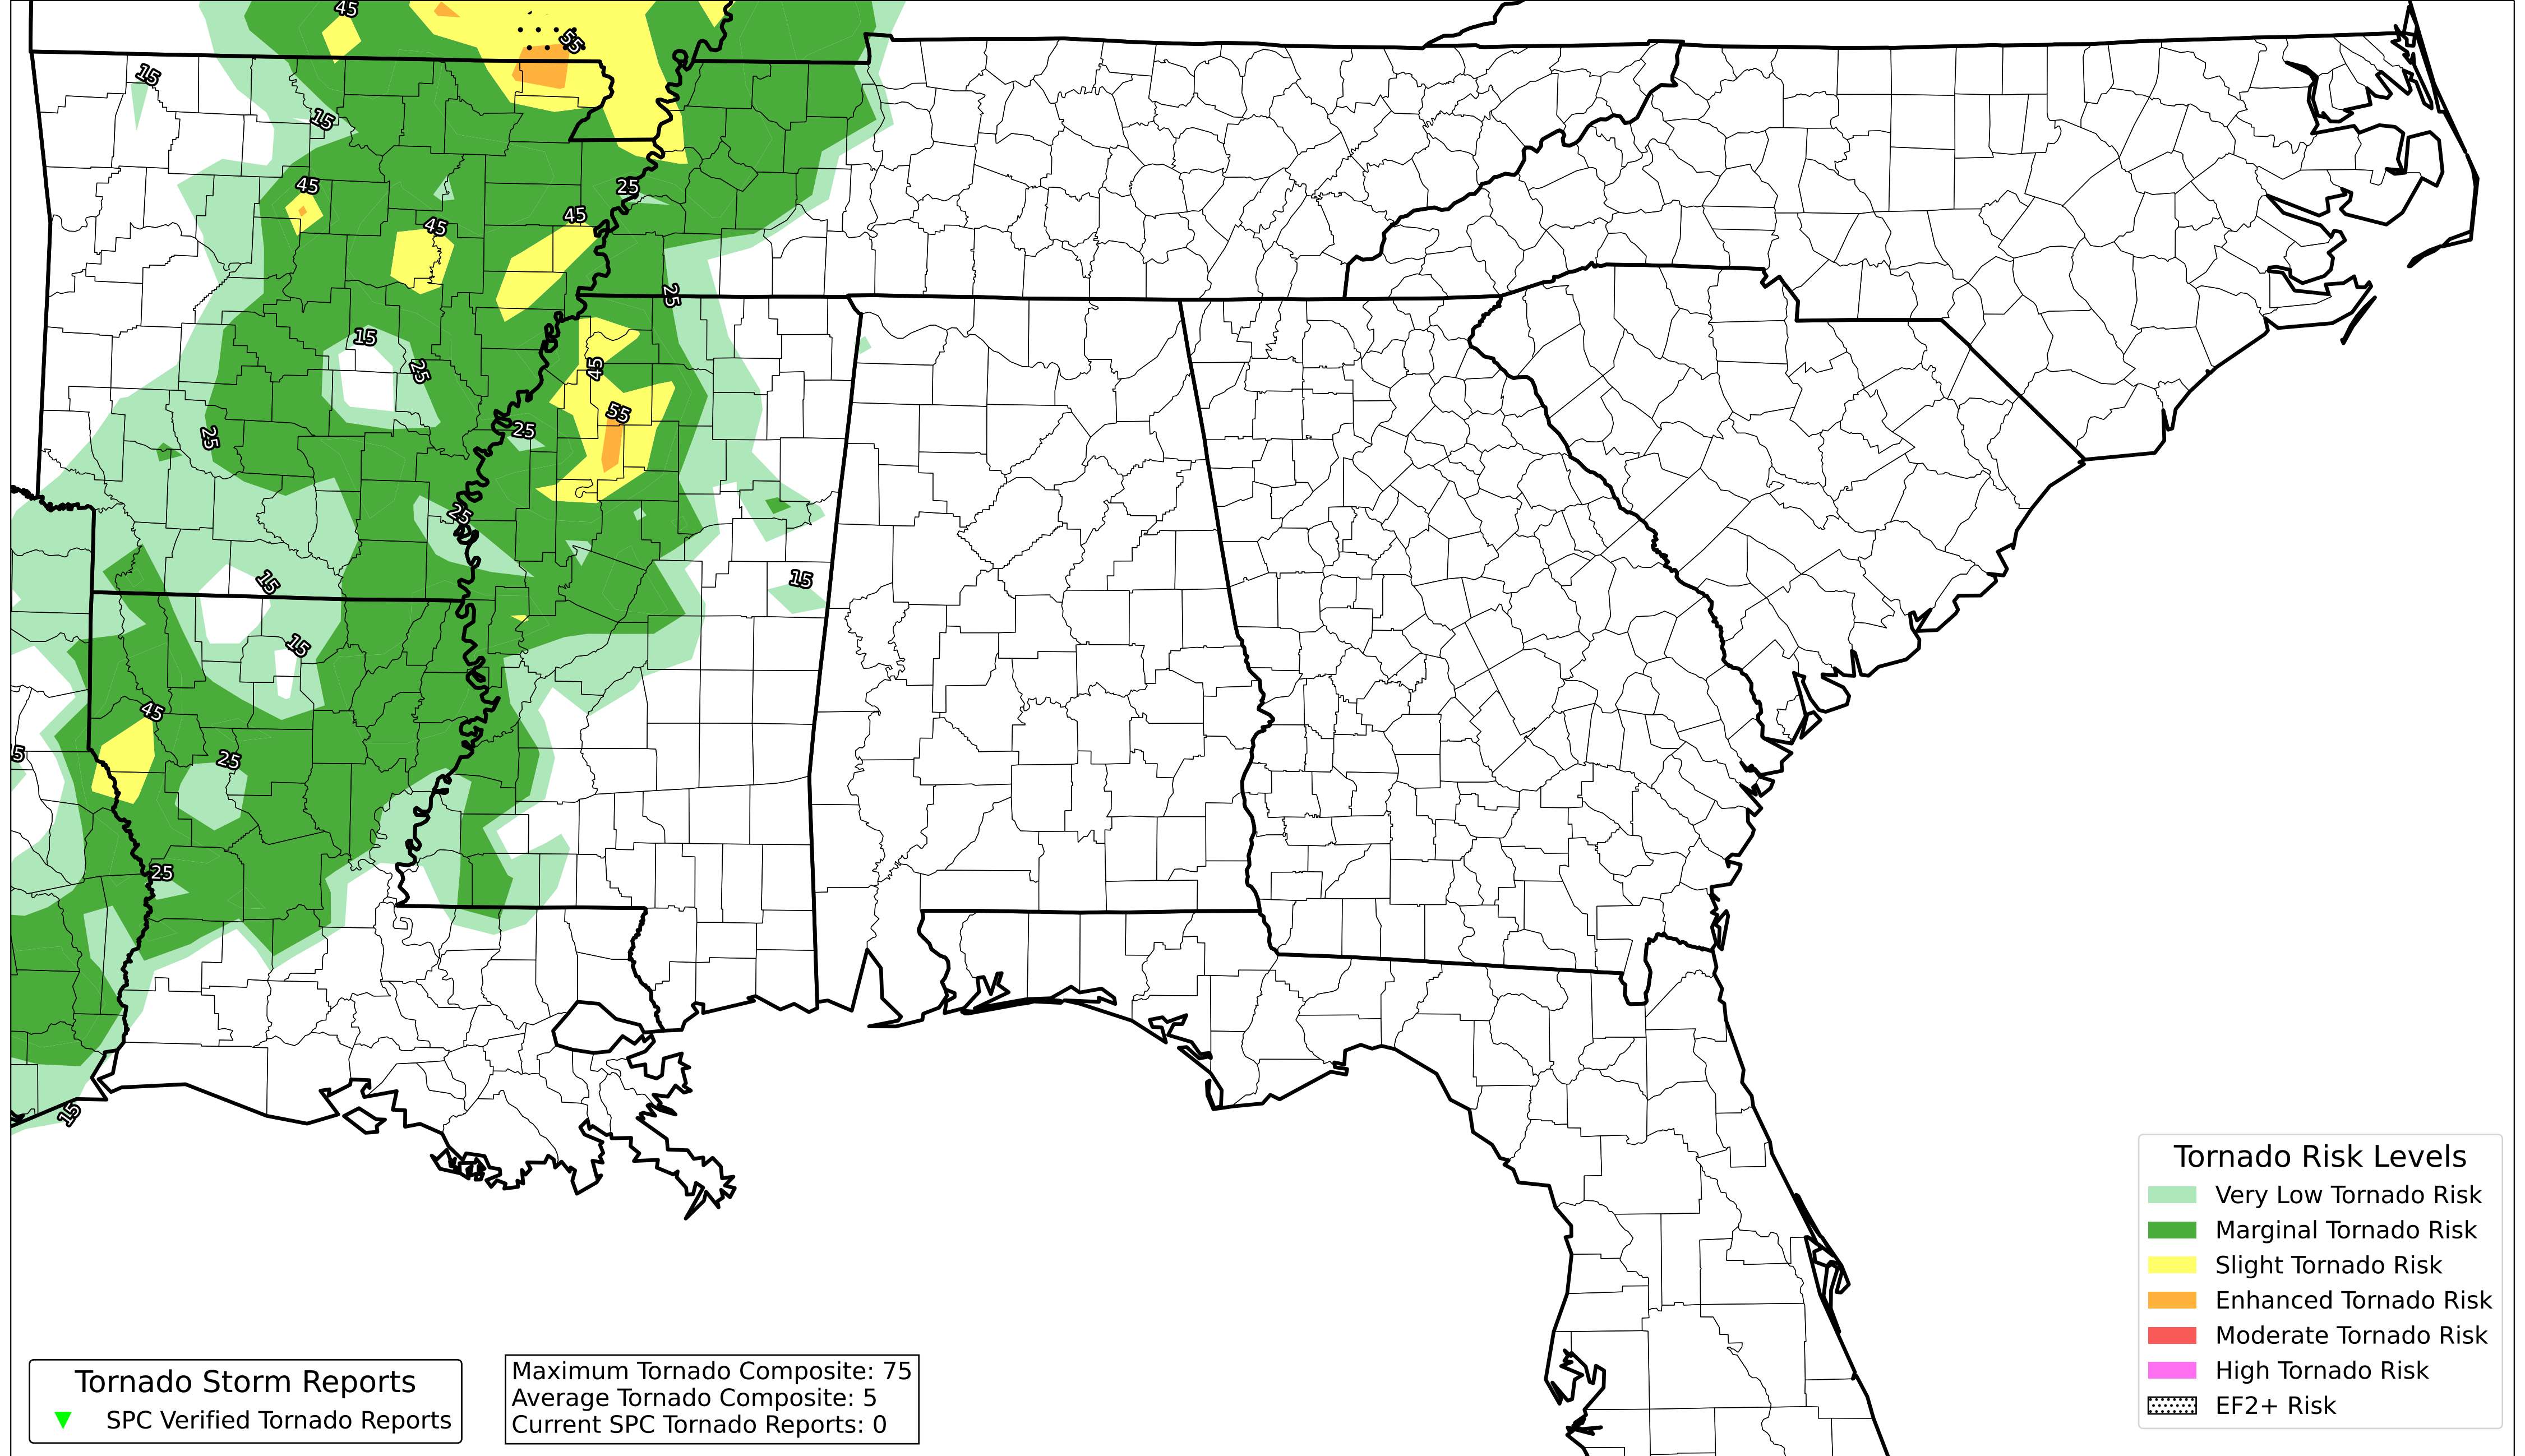 45
55
15
15
45
25
45
45
25
15
25
45
55
25
25
25
15
15
15
45
5
25
25
15
Tornado Risk Levels
Very Low Tornado Risk
Marginal Tornado Risk
Slight Tornado Risk
Enhanced Tornado Risk
Moderate Tornado Risk
High Tornado Risk
EF2+ Risk
Tornado Storm Reports
SPC Verified Tornado Reports
Maximum Tornado Composite: 75
Average Tornado Composite: 5
Current SPC Tornado Reports: 0